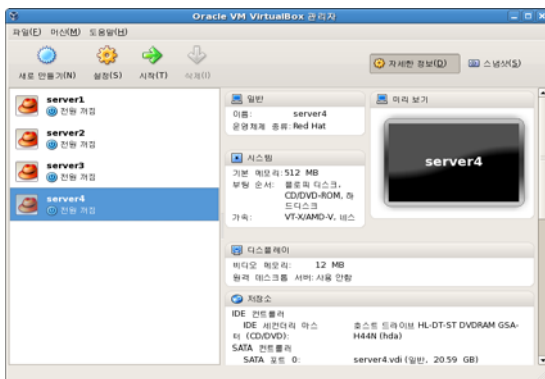 Oracle VM VirtualBox 관리자
파일(F) 머신(M) 도움말(H)
새로 만들기(N) 설정(S) 시작(T) 삭제(I)
자세한 정보(D) 스냅샷(S)
server1
전원 꺼짐
server2
전원 꺼짐
server3
전원 꺼짐
server4
전원 꺼짐
일반
이름: server4
운영체제 종류: Red Hat
미리 보기
server4
시스템
기본 메모리: 512 MB
부팅 순서: 플로피 디스크,
CD/DVD-ROM, 하
드디스크
가속: VT-X/AMD-V, 네스
디스플레이
비디오 메모리: 12 MB
원격 데스크톱 서버: 사용 안함
저장소
IDE 컨트롤러
IDE 세컨더리 마스 호스트 드라이브 HL-DT-ST DVDRAM GSA-
터 (CD/DVD): H44N (hda)
SATA 컨트롤러
SATA 포트 0: server4.vdi (일반, 20.59 GB)